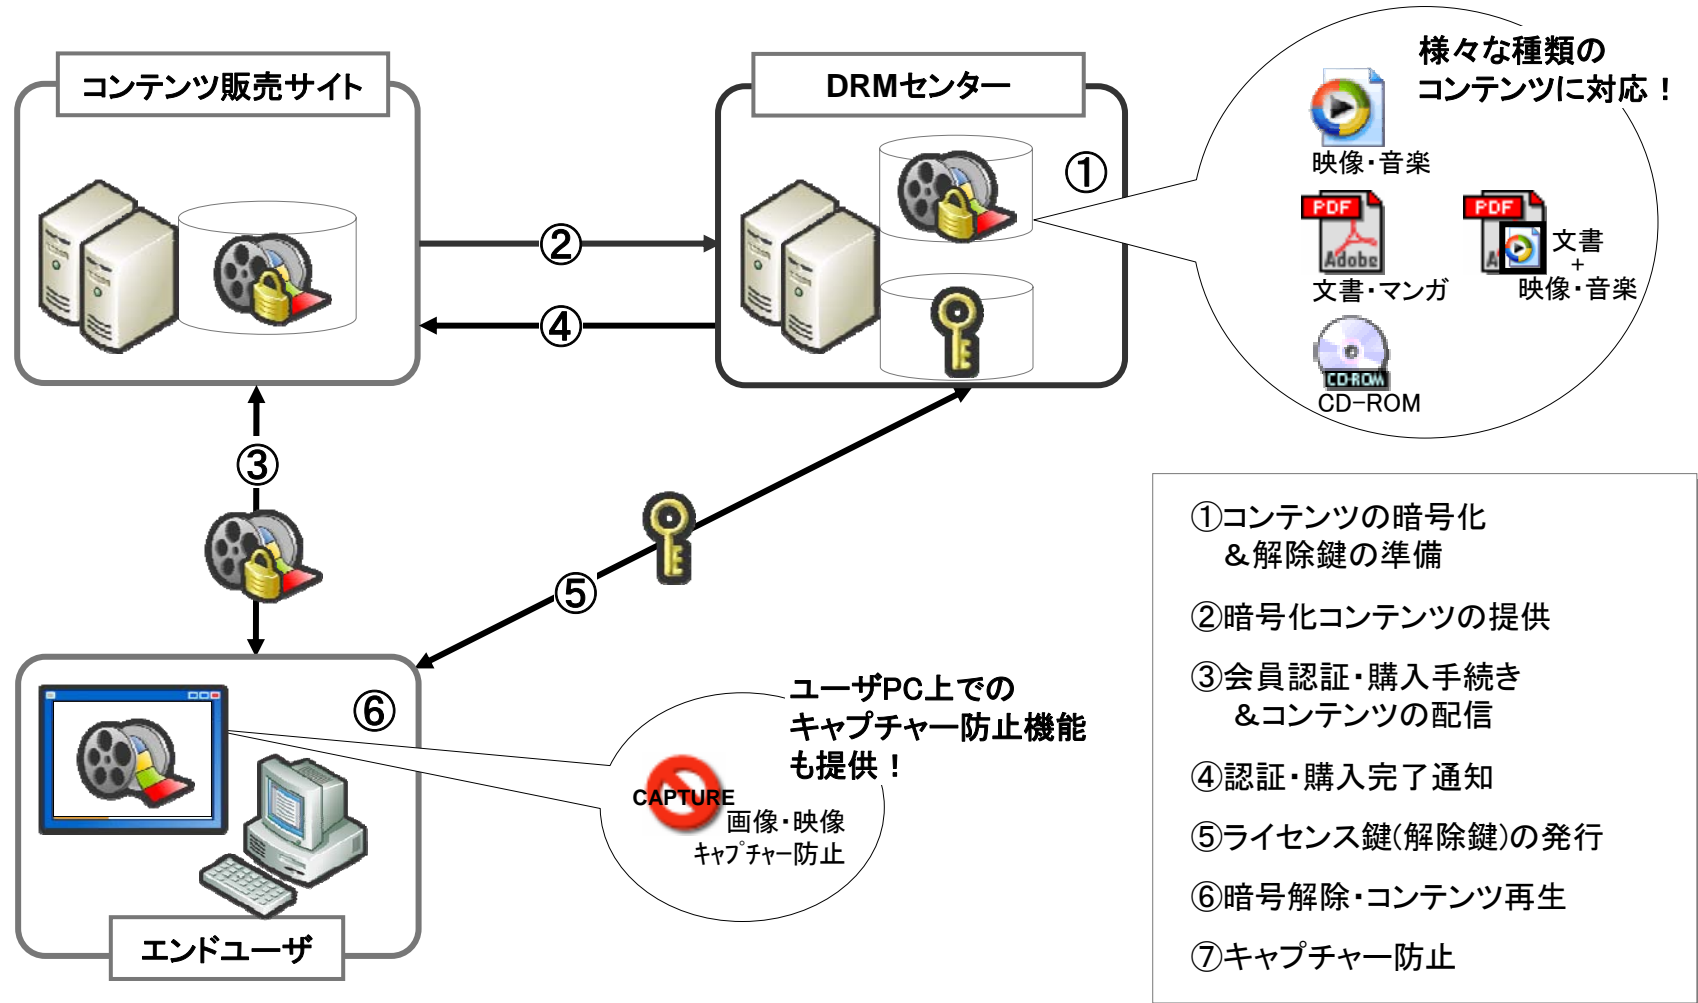 コンテンツ販売サイト
DRMセンター
様々な種類の
コンテンツに対応！
映像・音楽
PDF
Adobe
文書・マンガ
PDF
A
文書
+
映像・音楽
CD-ROM
CD-ROM
①
②
④
③
⑤
⑥
ユーザPC上での
キャプチャー防止機能
も提供！
CAPTURE
画像・映像
ｷｬﾌﾟﾁｬｰ防止
エンドユーザ
①コンテンツの暗号化
＆解除鍵の準備
②暗号化コンテンツの提供
③会員認証・購入手続き
＆コンテンツの配信
④認証・購入完了通知
⑤ライセンス鍵(解除鍵)の発行
⑥暗号解除・コンテンツ再生
⑦キャプチャー防止